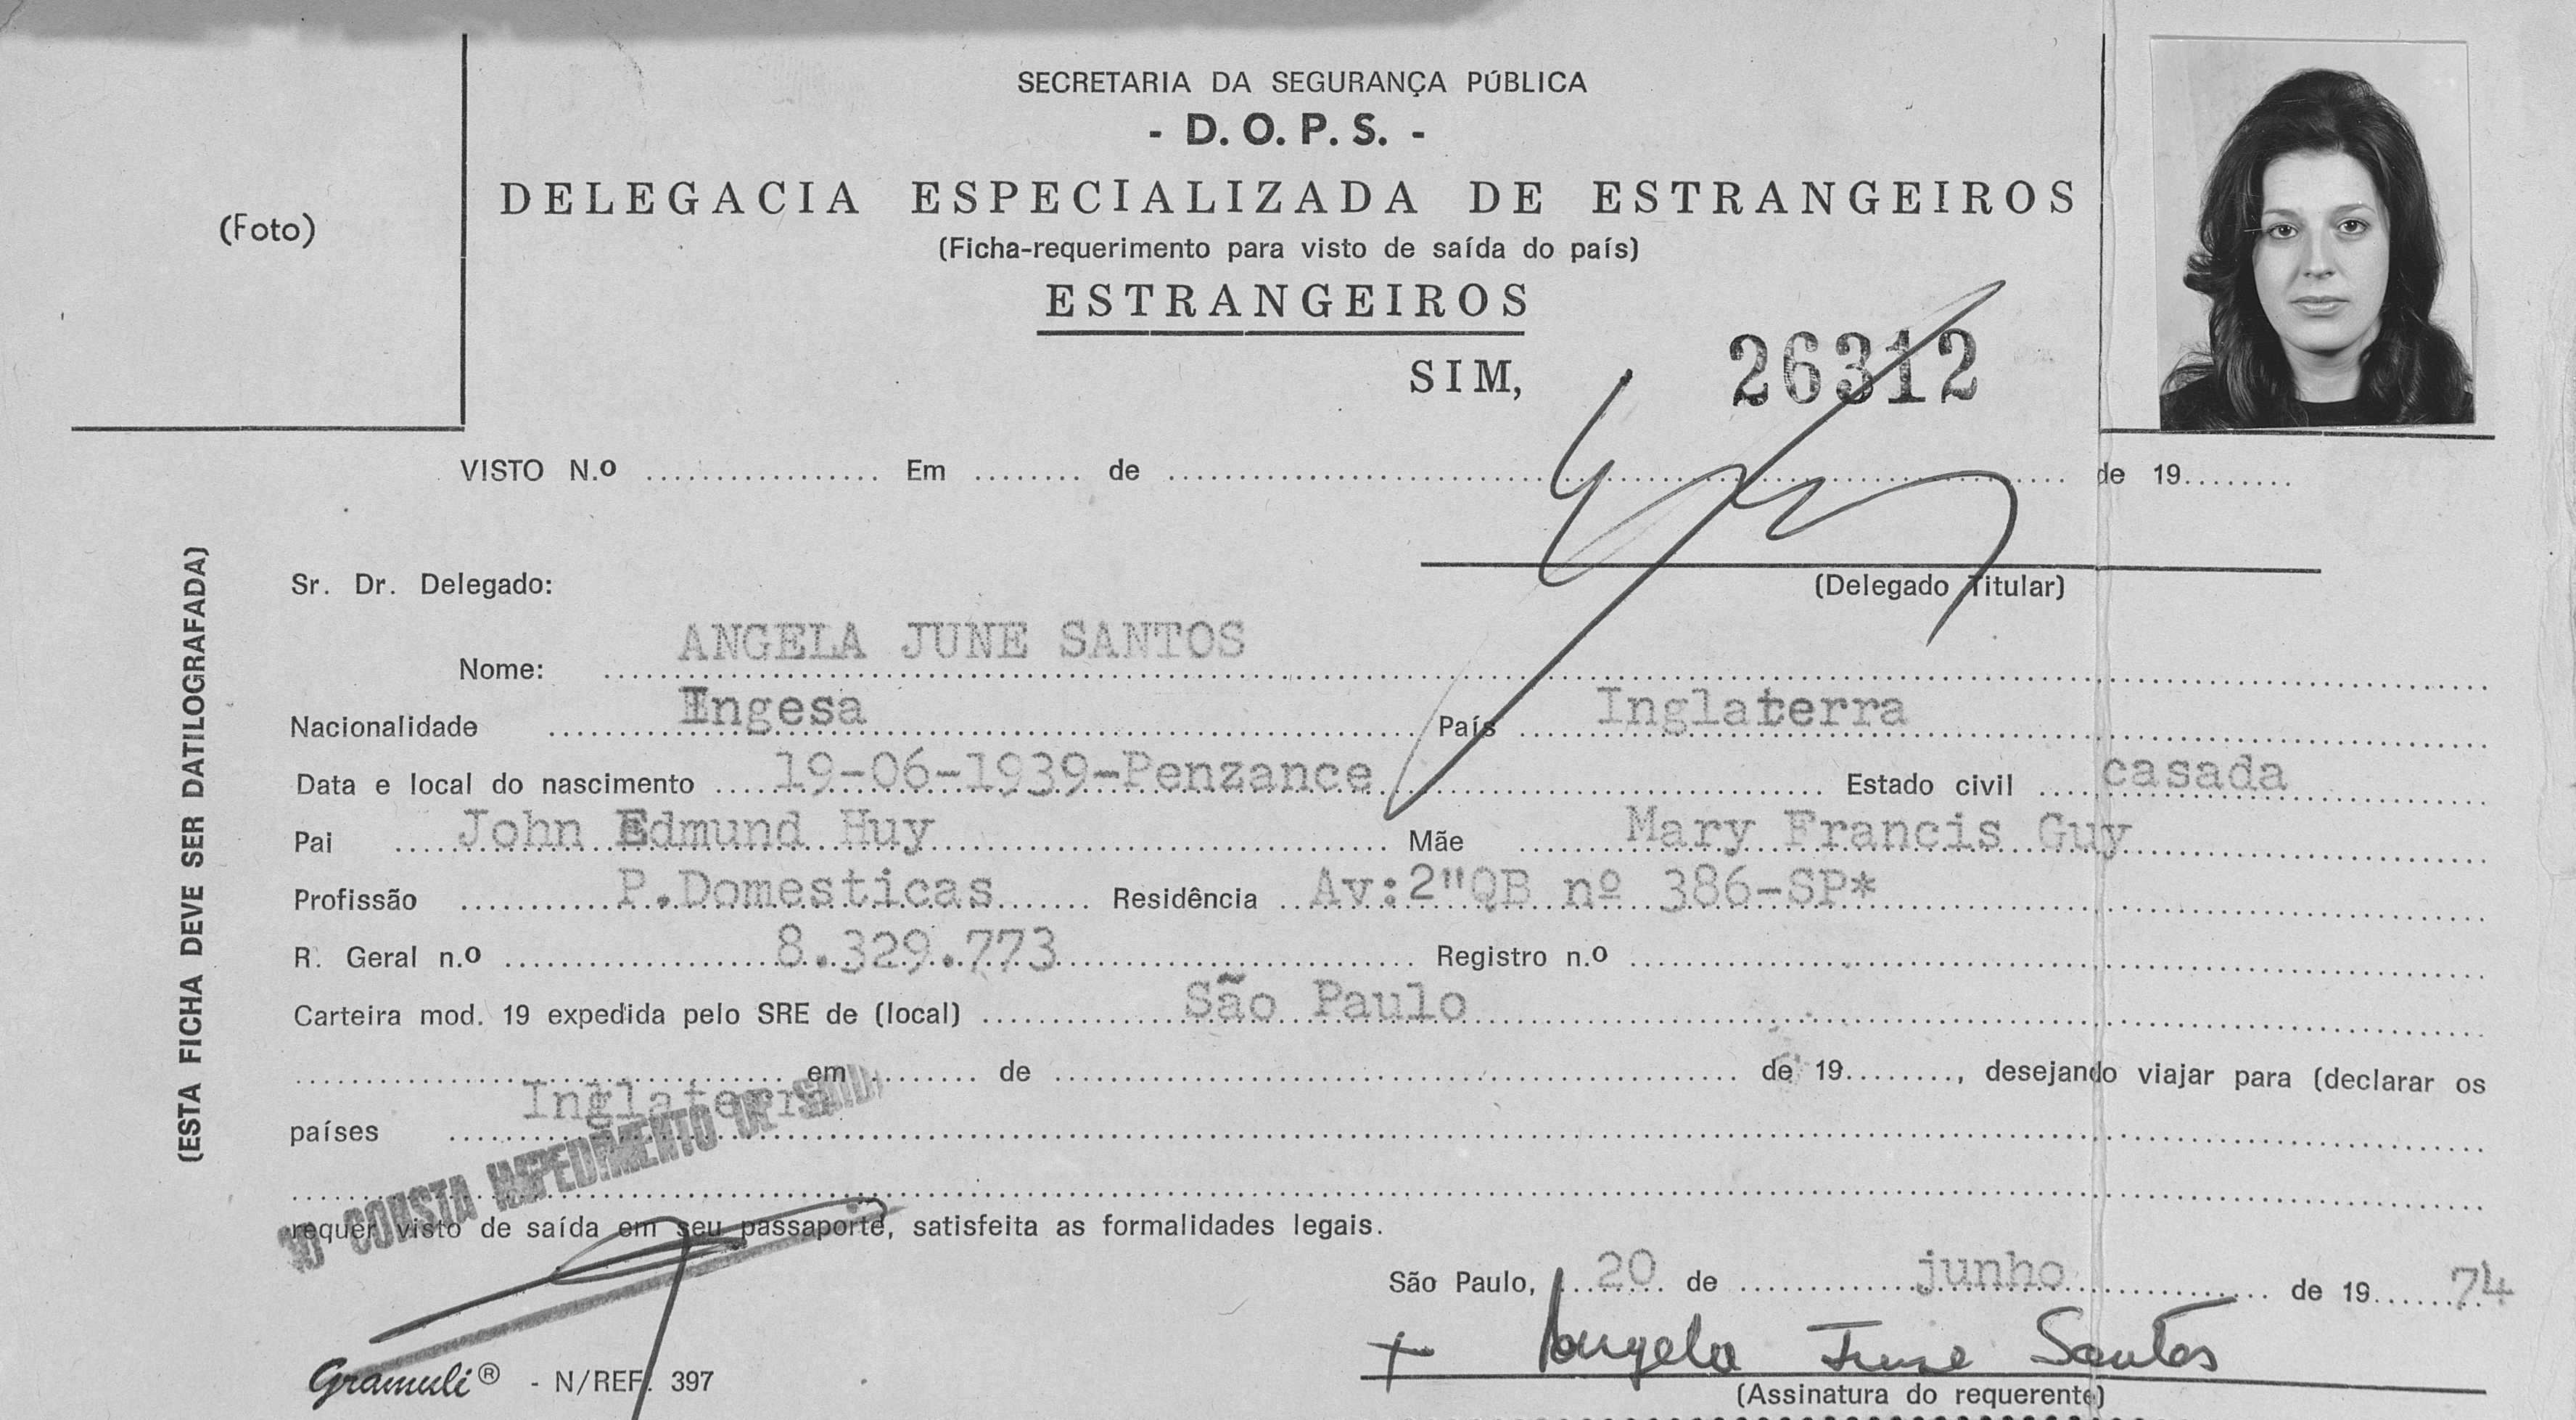 SECRETARIA DA SEGURANÇA PÚBLICA
- D. O. P. S. -
DELEGACIA ESPECIALIZADA DE ESTRANGEIROS
(Foto)
(Ficha-requerimento para visto de saída do país)
ESTRANGEIROS
SIM, 26312
VISTO N.º ................. Em ........ de ................ de 19........
(ESTA FICHA DEVE SER DATILOGRAFADA)
Sr. Dr. Delegado:
(Delegado Titular)
Nome: ANGELA JUNE SANTOS
Nacionalidade Ingesa País Inglaterra
Data e local do nascimento 19-06-1939-Penzance Estado civil casada
Pai John Edmund Huy Mãe Mary Francis Guy
Profissão P.Domesticas Residência Av:2"QB nº 386-SP*
R. Geral n.º 8.329.773 Registro n.º
Carteira mod. 19 expedida pelo SRE de (local) São Paulo
em ........ de ................ de 19........, desejando viajar para (declarar os
países Inglaterra
CONSTA IMPEDIMENTO DE
requer visto de saída em seu passaporte, satisfeita as formalidades legais.
São Paulo, 20 de junho de 19 74
+ Angela June Santos
(Assinatura do requerente)
Gramuli® - N/REF. 397